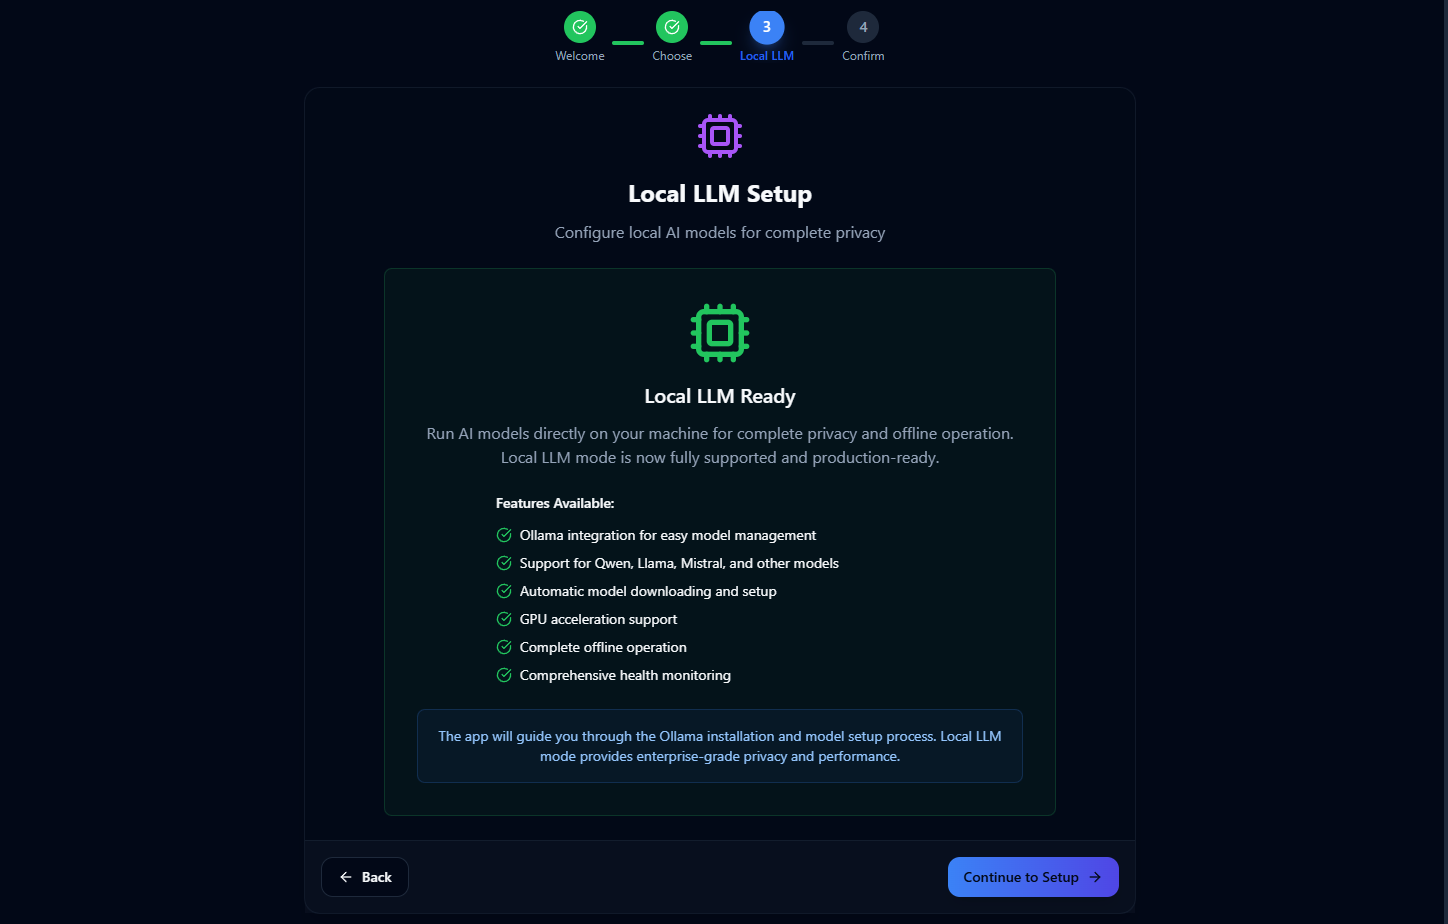 3
4
Welcome
Choose
Local LLM
Confirm
Local LLM Setup
Configure local AI models for complete privacy
Local LLM Ready
Run AI models directly on your machine for complete privacy and offline operation.
Local LLM mode is now fully supported and production-ready.
Features Available:
Ollama integration for easy model management
Support for Qwen, Llama, Mistral, and other models
Automatic model downloading and setup
GPU acceleration support
Complete offline operation
Comprehensive health monitoring
The app will guide you through the Ollama installation and model setup process. Local LLM
mode provides enterprise-grade privacy and performance.
Back
Continue to Setup